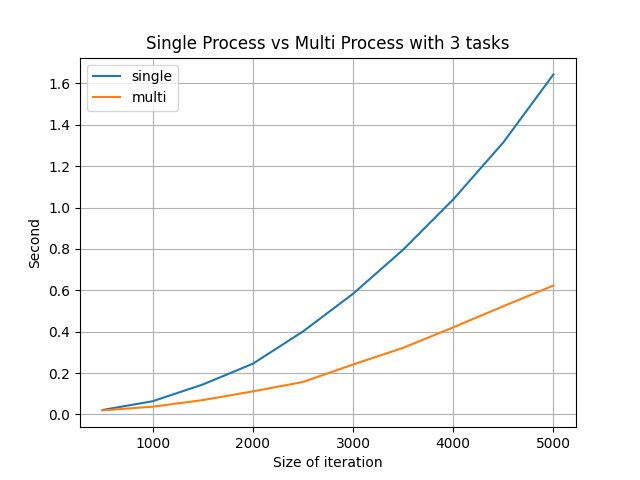 Single Process vs Multi Process with 3 tasks
single
multi
1.6
1.4
1.2
1.0
0.8
0.6
0.4
0.2
0.0
Second
1000 2000 3000 4000 5000
Size of iteration